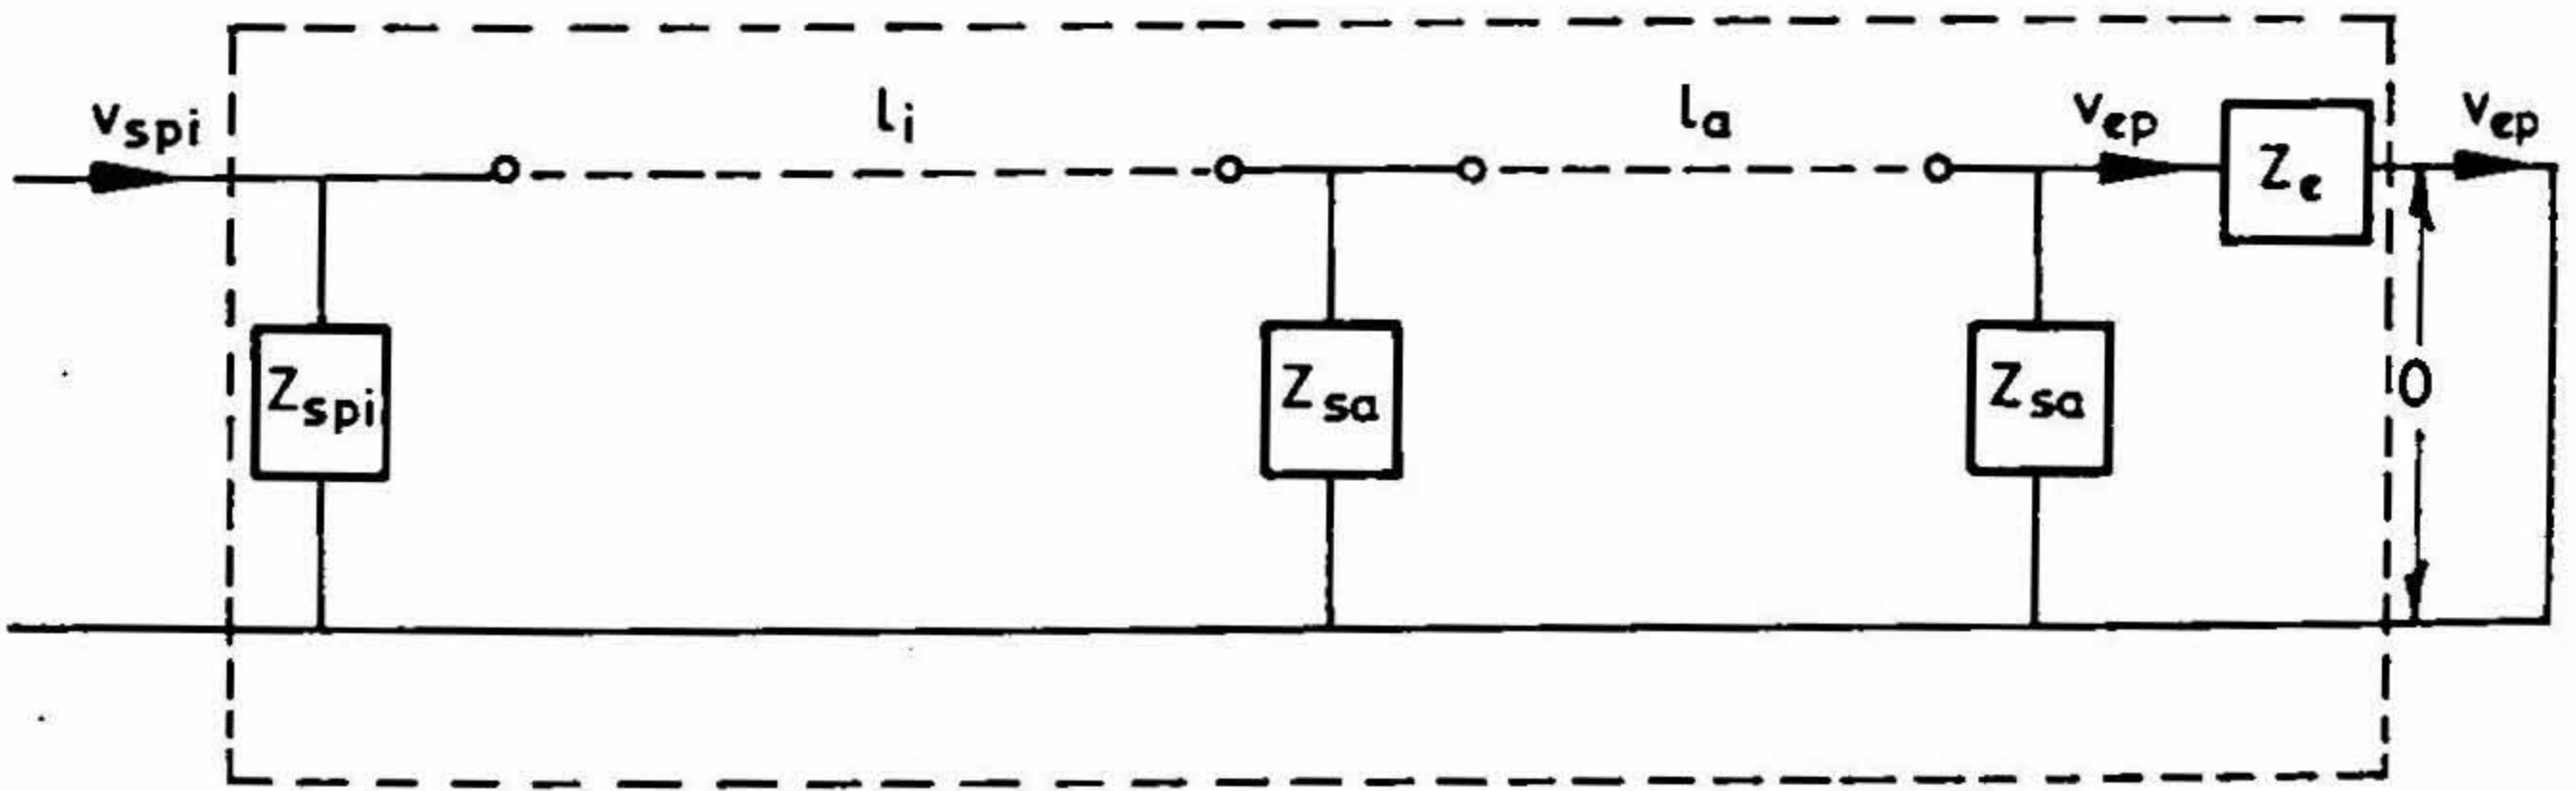 v_spi l_i l_a v_ep Z_e v_ep
Z_spi Z_sa Z_sa 0